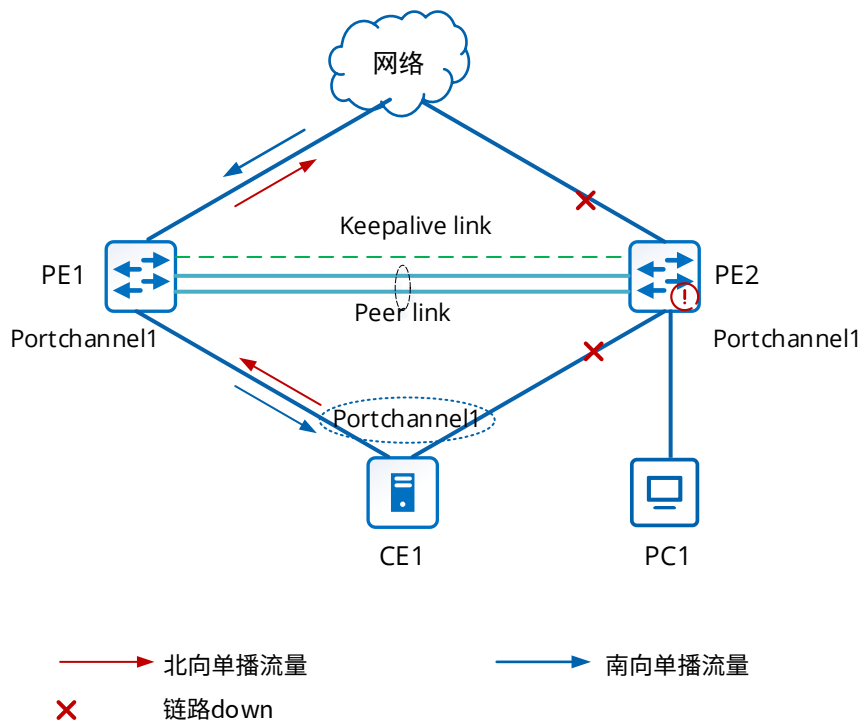 网络
Keepalive link
PE1
PE2
Peer link
Portchannel1
Portchannel1
Portchannel1
CE1
PC1
北向单播流量
南向单播流量
链路down